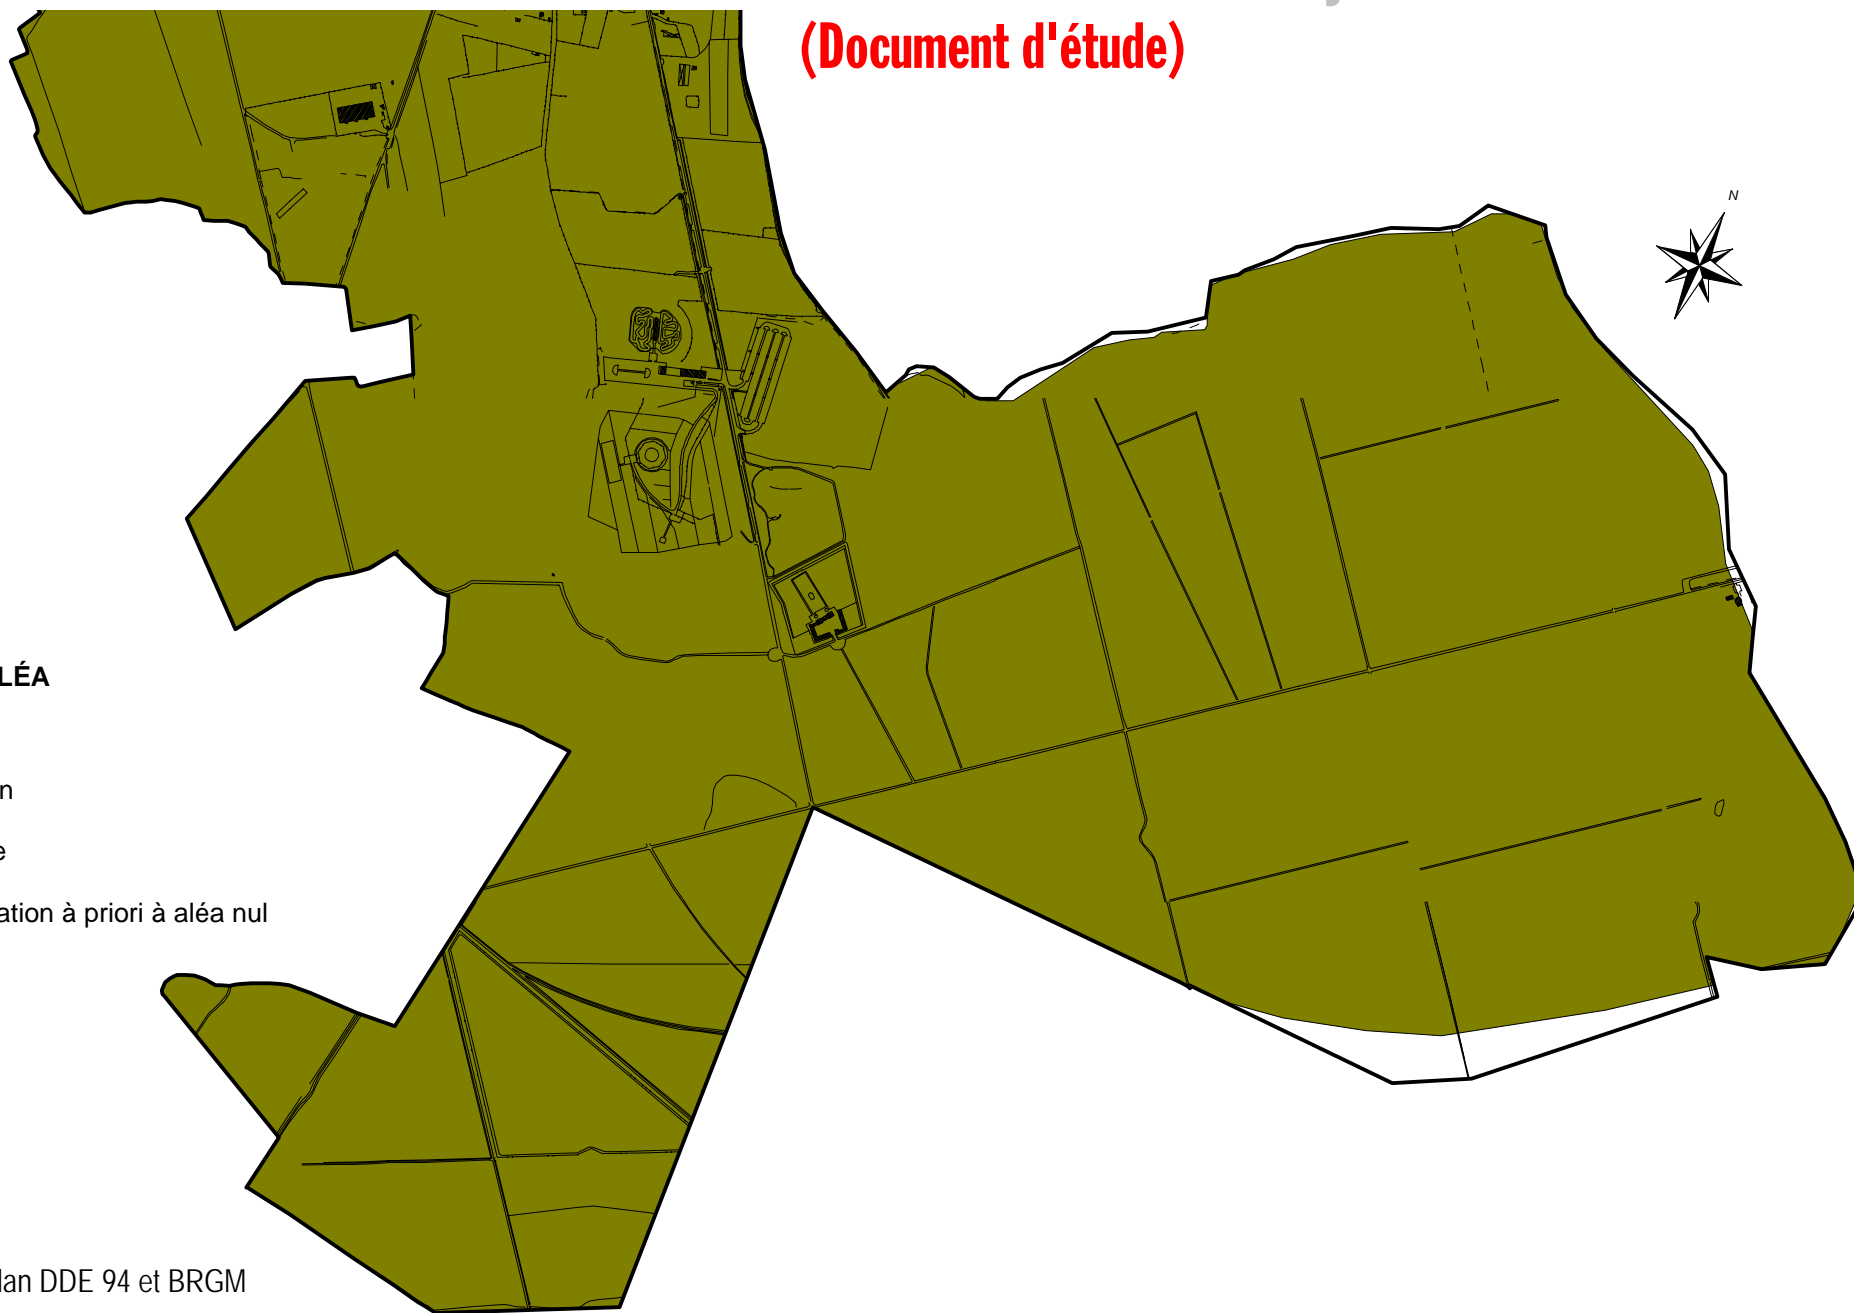 (Document d'étude)
N
LÉA
n
e
ation à priori à aléa nul
lan DDE 94 et BRGM